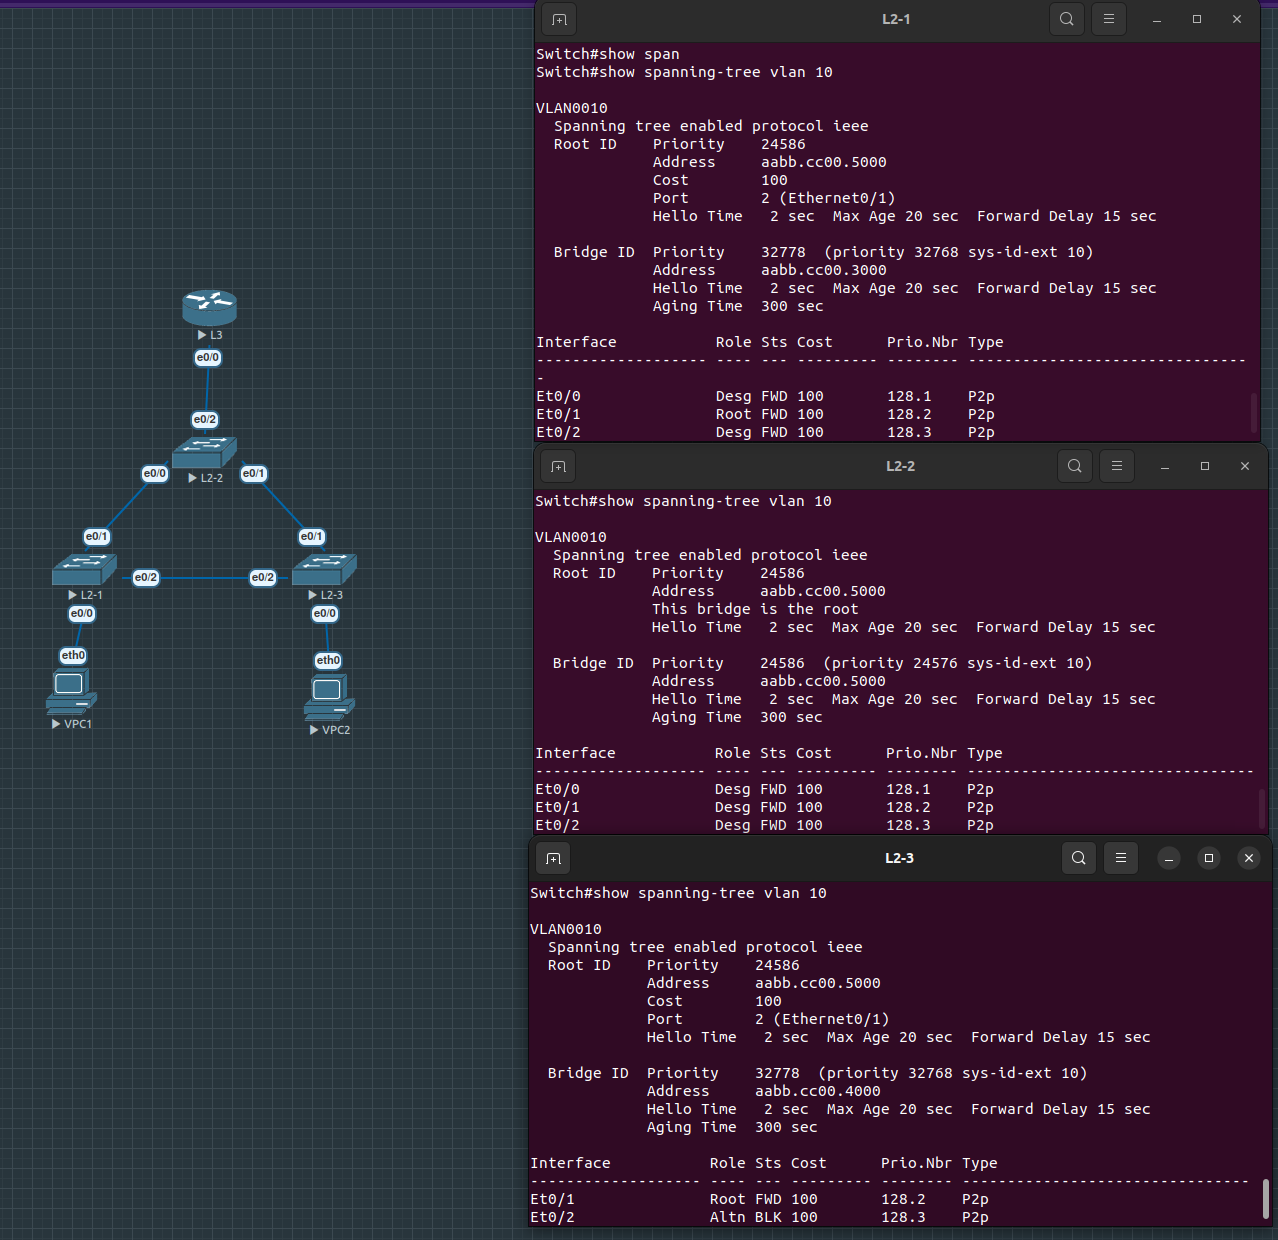 L3
e0/0
e0/2
L2-2
e0/0
e0/1
e0/1
e0/1
L2-1
e0/2
e0/2
L2-3
e0/0
e0/0
eth0
eth0
VPC1
VPC2
L2-1
Switch#show span
Switch#show spanning-tree vlan 10
VLAN0010
  Spanning tree enabled protocol ieee
  Root ID    Priority    24586
             Address     aabb.cc00.5000
             Cost        100
             Port        2 (Ethernet0/1)
             Hello Time   2 sec  Max Age 20 sec  Forward Delay 15 sec
  Bridge ID  Priority    32778  (priority 32768 sys-id-ext 10)
             Address     aabb.cc00.3000
             Hello Time   2 sec  Max Age 20 sec  Forward Delay 15 sec
             Aging Time  300 sec
Interface           Role Sts Cost      Prio.Nbr Type
------------------- ---- --- --------- -------- -------------------------------
-
Et0/0               Desg FWD 100       128.1    P2p
Et0/1               Root FWD 100       128.2    P2p
Et0/2               Desg FWD 100       128.3    P2p
L2-2
Switch#show spanning-tree vlan 10
VLAN0010
  Spanning tree enabled protocol ieee
  Root ID    Priority    24586
             Address     aabb.cc00.5000
             This bridge is the root
             Hello Time   2 sec  Max Age 20 sec  Forward Delay 15 sec
  Bridge ID  Priority    24586  (priority 24576 sys-id-ext 10)
             Address     aabb.cc00.5000
             Hello Time   2 sec  Max Age 20 sec  Forward Delay 15 sec
             Aging Time  300 sec
Interface           Role Sts Cost      Prio.Nbr Type
------------------- ---- --- --------- -------- --------------------------------
Et0/0               Desg FWD 100       128.1    P2p
Et0/1               Desg FWD 100       128.2    P2p
Et0/2               Desg FWD 100       128.3    P2p
L2-3
Switch#show spanning-tree vlan 10
VLAN0010
  Spanning tree enabled protocol ieee
  Root ID    Priority    24586
             Address     aabb.cc00.5000
             Cost        100
             Port        2 (Ethernet0/1)
             Hello Time   2 sec  Max Age 20 sec  Forward Delay 15 sec
  Bridge ID  Priority    32778  (priority 32768 sys-id-ext 10)
             Address     aabb.cc00.4000
             Hello Time   2 sec  Max Age 20 sec  Forward Delay 15 sec
             Aging Time  300 sec
Interface           Role Sts Cost      Prio.Nbr Type
------------------- ---- --- --------- -------- --------------------------------
Et0/1               Root FWD 100       128.2    P2p
Et0/2               Altn BLK 100       128.3    P2p